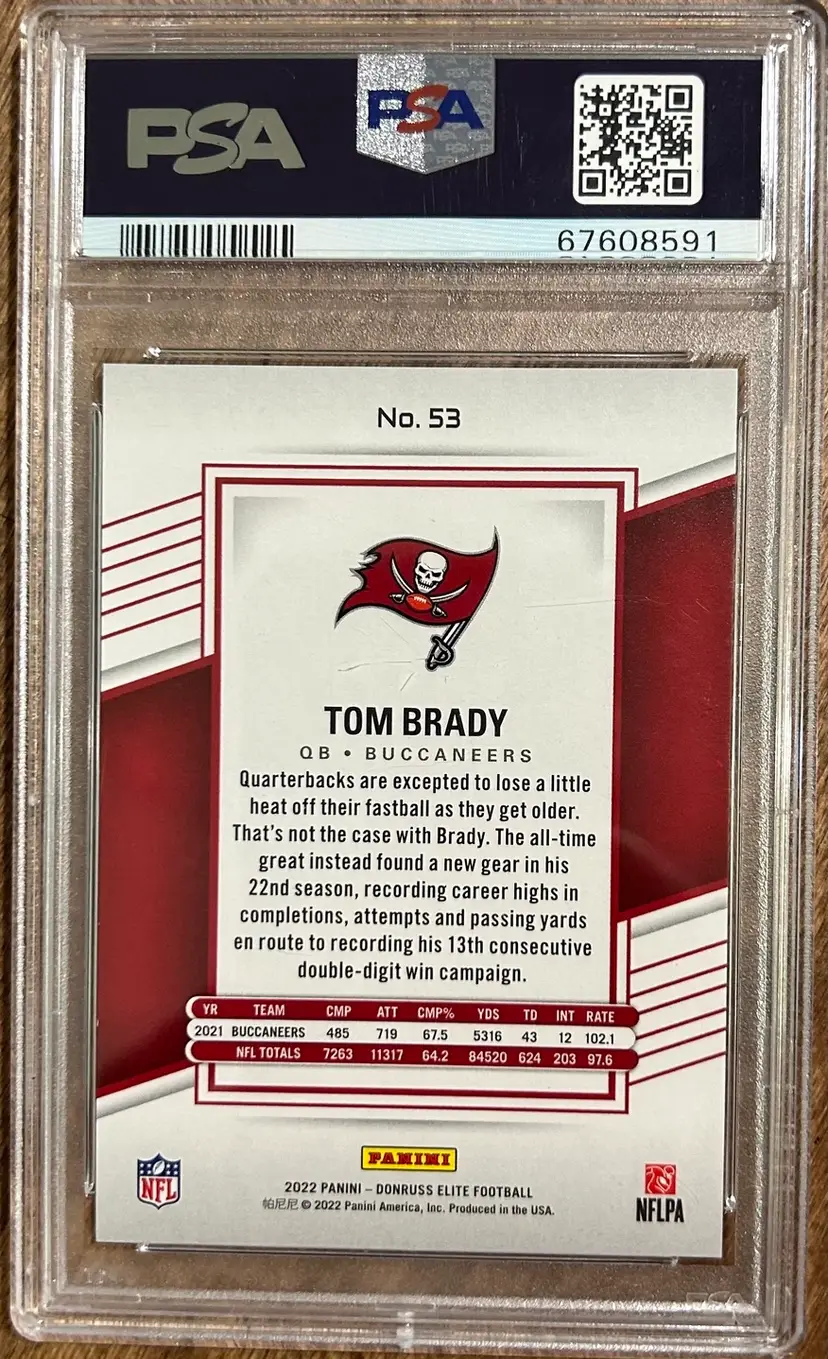 PSA
PSA
67608591
No. 53
TOM BRADY
QB • BUCCANEERS
Quarterbacks are excepted to lose a little
heat off their fastball as they get older.
That's not the case with Brady. The all-time
great instead found a new gear in his
22nd season, recording career highs in
completions, attempts and passing yards
en route to recording his 13th consecutive
double-digit win campaign.
YR TEAM CMP ATT CMP% YDS TD INT RATE
2021 BUCCANEERS 485 719 67.5 5316 43 12 102.1
NFL TOTALS 7263 11317 64.2 84520 624 203 97.6
PANINI
NFL
2022 PANINI – DONRUSS ELITE FOOTBALL
帕尼尼 © 2022 Panini America, Inc. Produced in the USA.
NFLPA
PSA